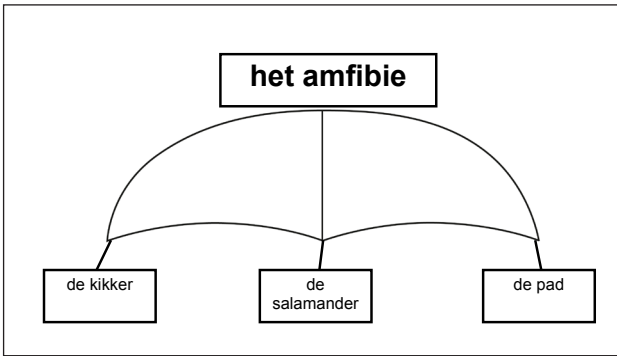 het amfibie
de kikker
de
salamander
de pad